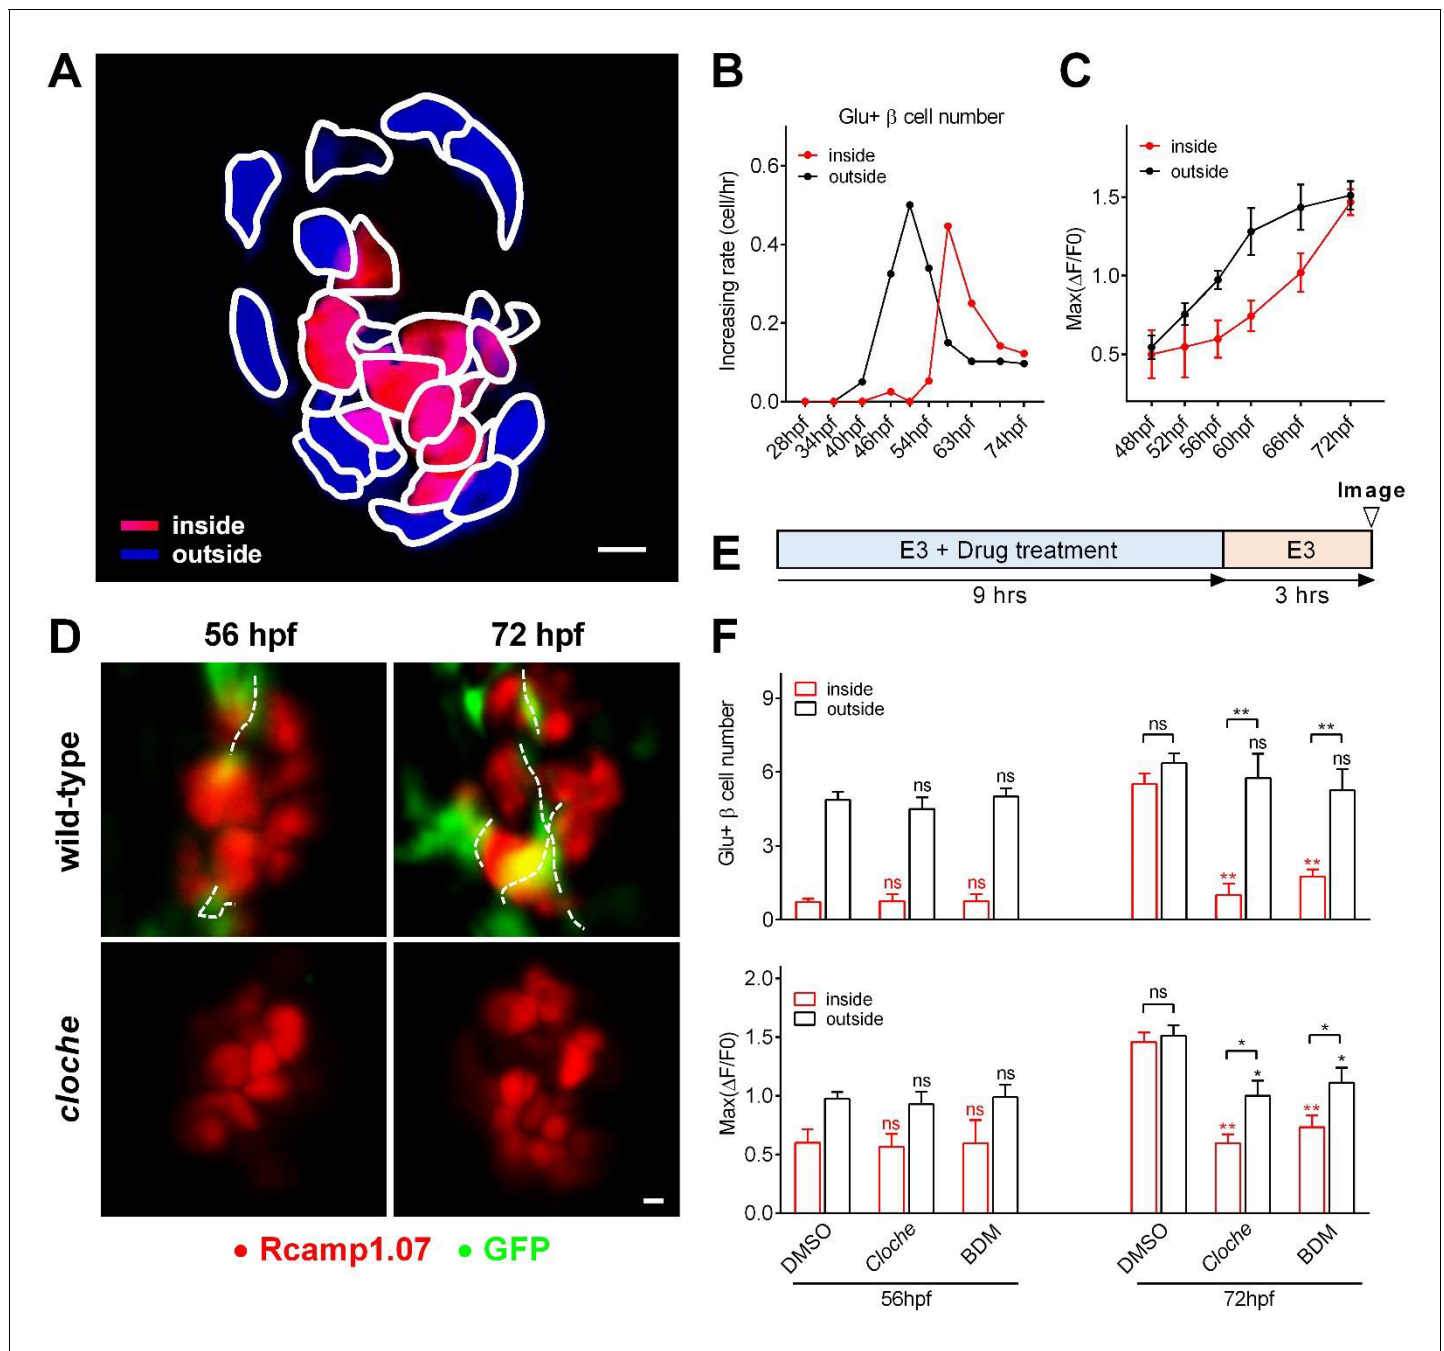 A
inside
outside
B
Glu+ β cell number
inside
outside
Increasing rate (cell/hr)
0.6
0.4
0.2
0.0
28hpf
34hpf
40hpf
46hpf
54hpf
63hpf
74hpf
C
inside
outside
Max(ΔF/F0)
1.5
1.0
0.5
48hpf
52hpf
56hpf
60hpf
66hpf
72hpf
D
56 hpf
72 hpf
wild-type
cloche
• Rcamp1.07 • GFP
E
Image
E3 + Drug treatment
E3
9 hrs
3 hrs
F
inside
outside
Glu+ β cell number
9
6
3
0
ns
ns
ns
ns
ns
**
**
ns
**
**
ns
inside
outside
Max(ΔF/F0)
2.0
1.5
1.0
0.5
0.0
ns
ns
ns
ns
ns
**
*
*
**
*
*
DMSO
Cloche
BDM
56hpf
DMSO
Cloche
BDM
72hpf